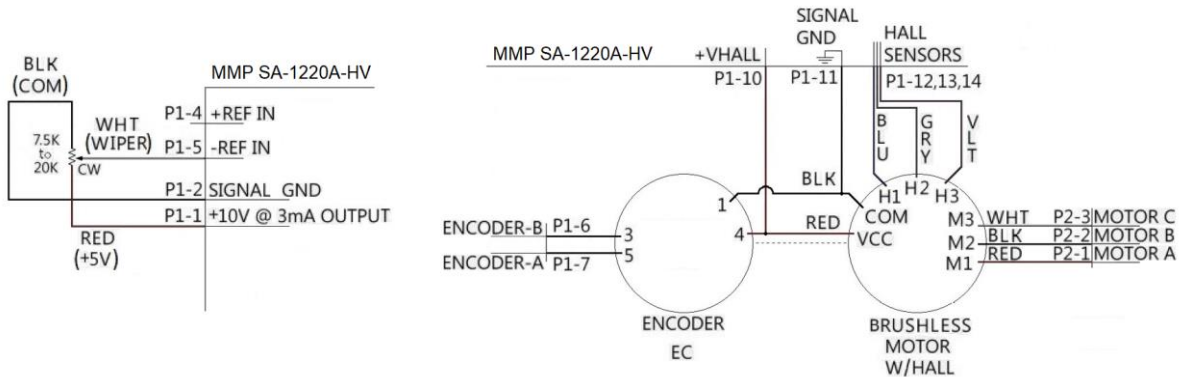 BLK
(COM)
MMP SA-1220A-HV
P1-4 +REF IN
WHT
(WIPER)
P1-5 -REF IN
7.5K
to
20K
CW
P1-2 SIGNAL GND
P1-1 +10V @ 3mA OUTPUT
RED
(+5V)
SIGNAL
GND
HALL
SENSORS
MMP SA-1220A-HV
+VHALL
P1-10
P1-11
P1-12,13,14
BLU
GRY
VLT
BLK
H1
H2
H3
1
COM
ENCODER-B P1-6
3
4
RED
VCC
ENCODER-A P1-7
5
M3 WHT P2-3 MOTOR C
M2 BLK P2-2 MOTOR B
M1 RED P2-1 MOTOR A
ENCODER
EC
BRUSHLESS
MOTOR
W/HALL